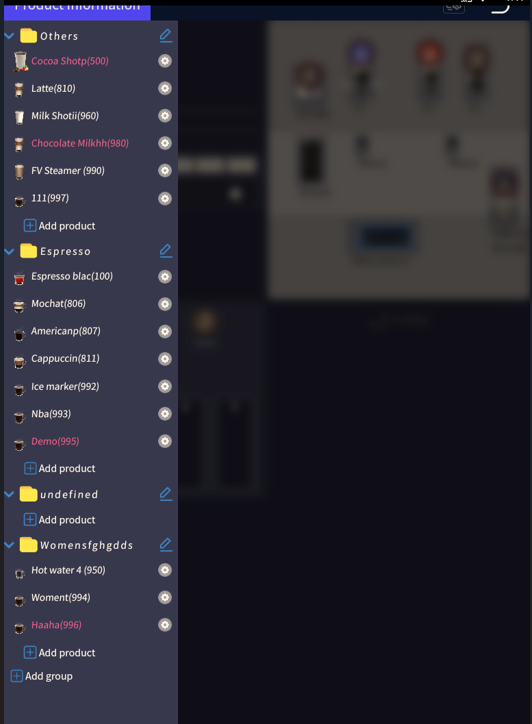 Product Information
Others
Cocoa Shotp(500)
Latte(810)
Milk Shotii(960)
Chocolate Milkhh(980)
FV Steamer (990)
111(997)
Add product
Espresso
Espresso blac(100)
Mochat(806)
Americanp(807)
Cappuccin(811)
Ice marker(992)
Nba(993)
Demo(995)
Add product
undefined
Add product
Womensfghgdds
Hot water 4 (950)
Woment(994)
Haaha(996)
Add product
Add group